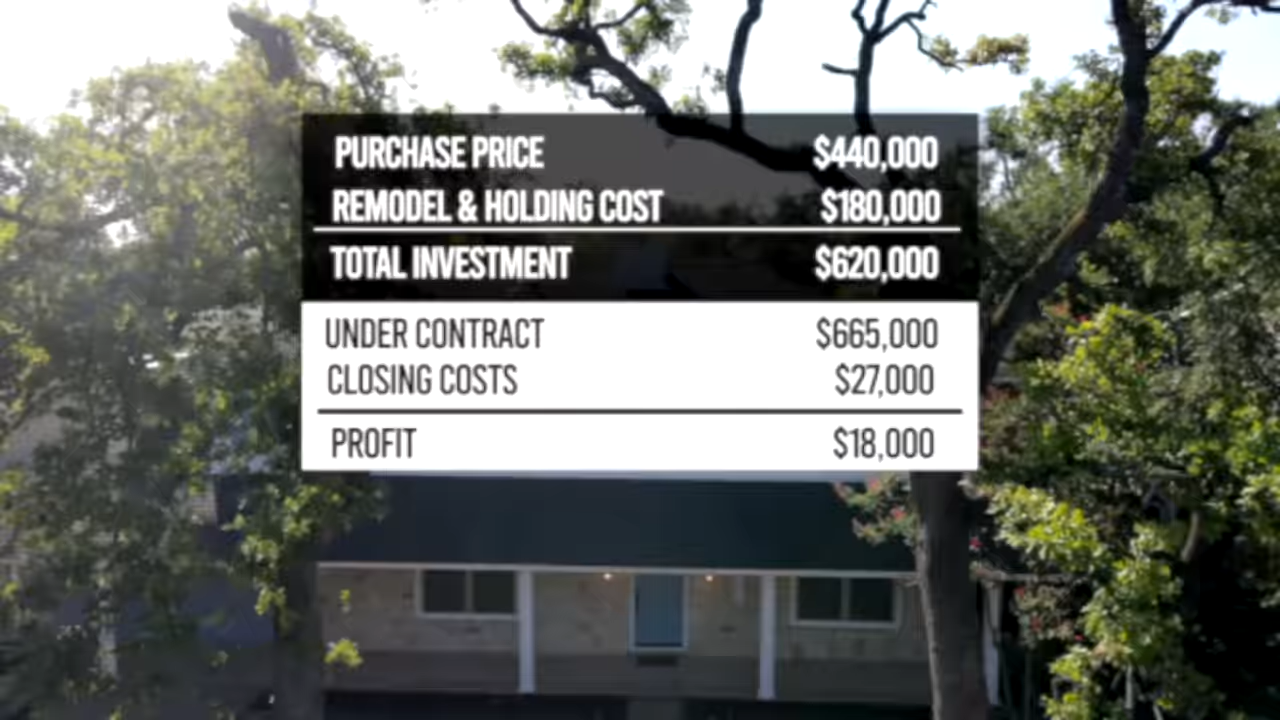 PURCHASE PRICE $440,000
REMODEL & HOLDING COST $180,000
TOTAL INVESTMENT $620,000
UNDER CONTRACT $665,000
CLOSING COSTS $27,000
PROFIT $18,000